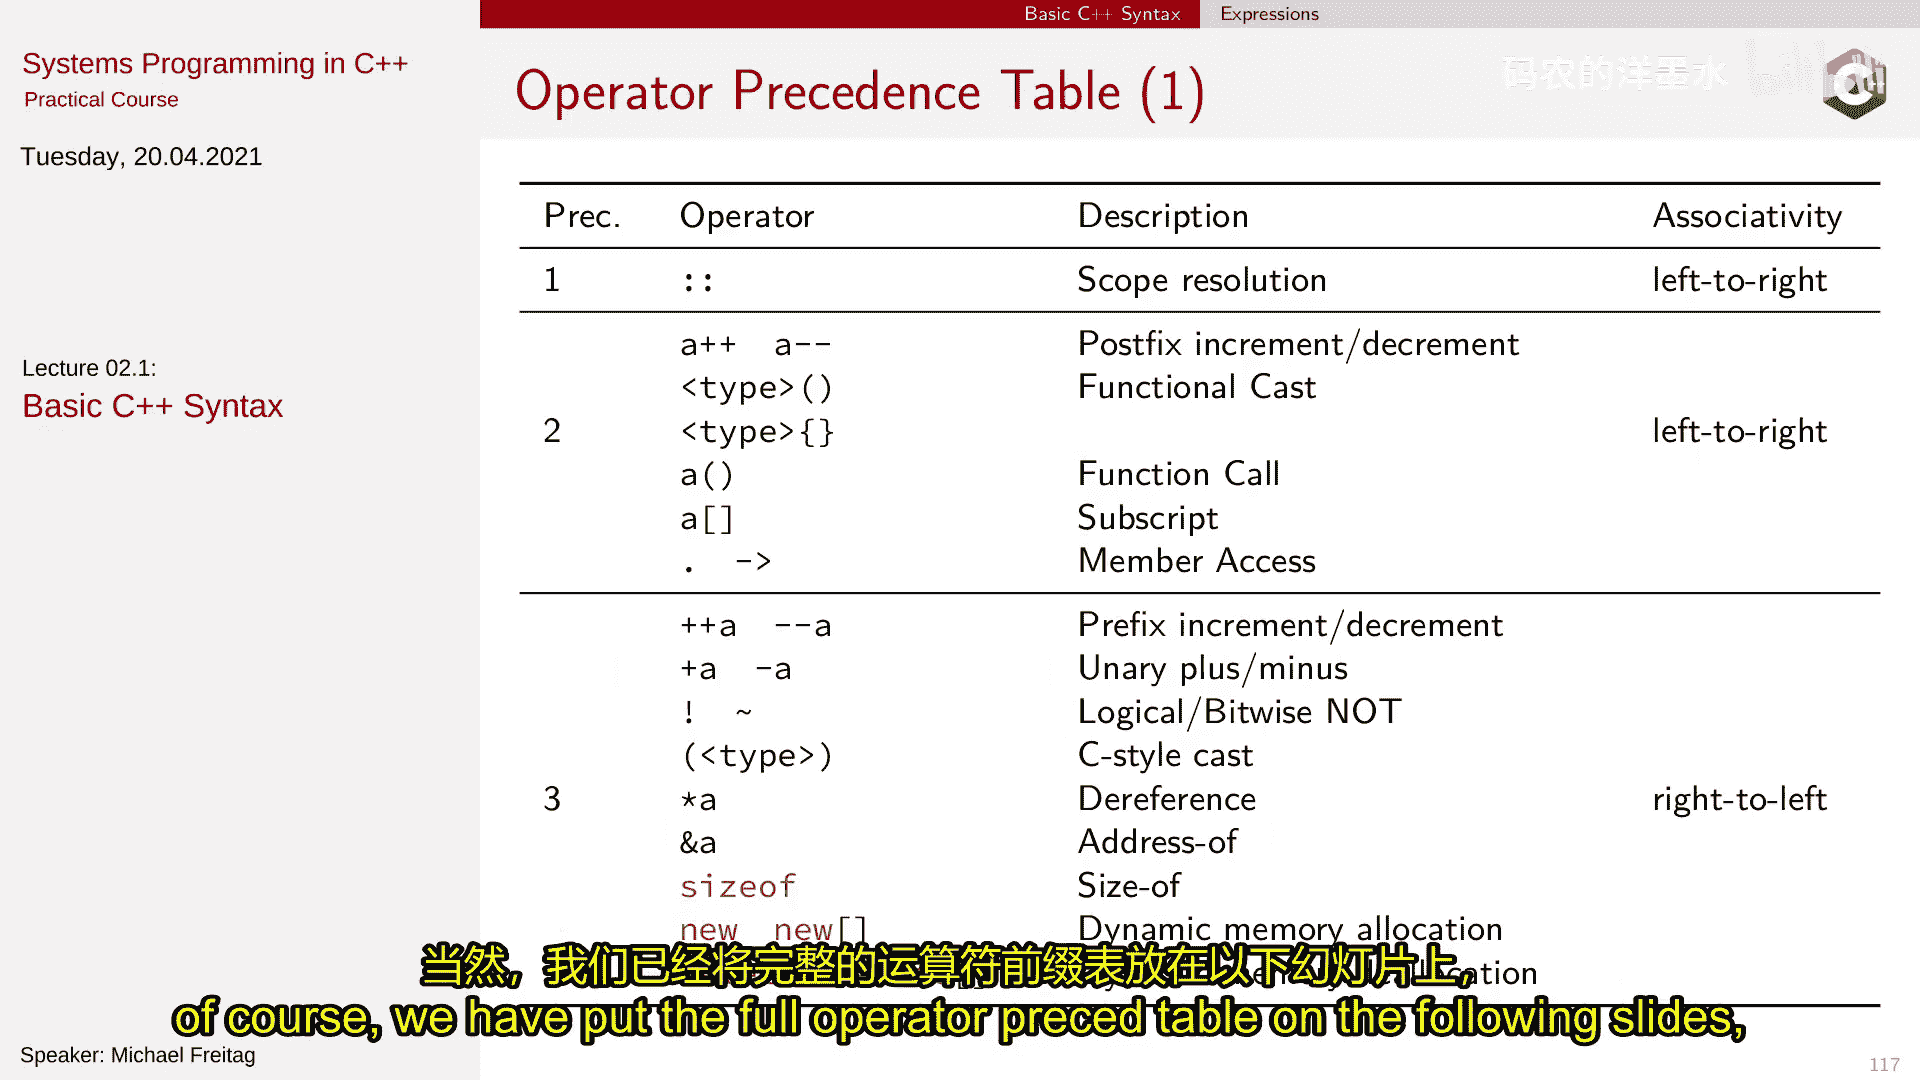 Basic C++ Syntax Expressions
Systems Programming in C++
Practical Course
Tuesday, 20.04.2021
Lecture 02.1:
Basic C++ Syntax
Operator Precedence Table (1)
码农的洋墨水
Prec. Operator Description Associativity
1 :: Scope resolution left-to-right
a++ a-- Postfix increment/decrement
<type>() Functional Cast
2 <type>{} left-to-right
a() Function Call
a[] Subscript
. -> Member Access
++a --a Prefix increment/decrement
+a -a Unary plus/minus
! ~ Logical/Bitwise NOT
(<type>) C-style cast
3 *a Dereference right-to-left
&a Address-of
sizeof Size-of
new new[] Dynamic memory allocation
当然，我们已经将完整的运算符前缀表放在以下幻灯片上，
of course, we have put the full operator preced table on the following slides,
Speaker: Michael Freitag
117